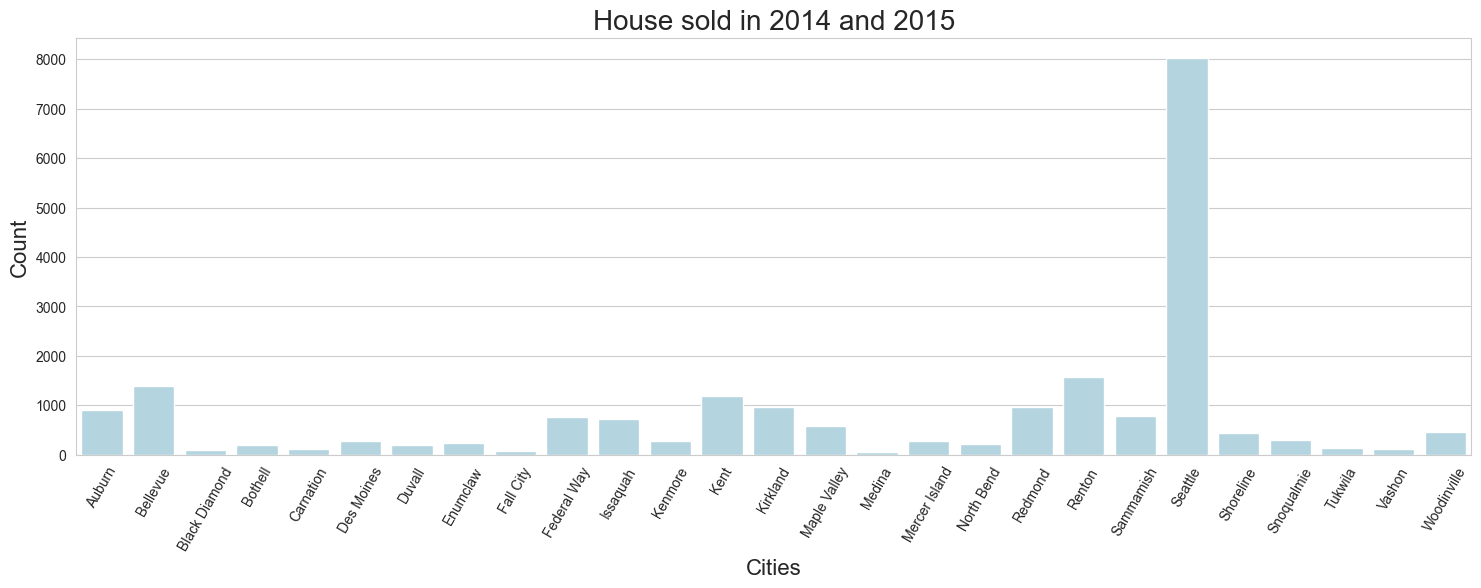 House sold in 2014 and 2015
Count
8000
7000
6000
5000
4000
3000
2000
1000
0
Auburn
Bellevue
Black Diamond
Bothell
Carnation
Des Moines
Duvall
Enumclaw
Fall City
Federal Way
Issaquah
Kenmore
Kent
Kirkland
Maple Valley
Medina
Mercer Island
North Bend
Redmond
Renton
Sammamish
Seattle
Shoreline
Snoqualmie
Tukwila
Vashon
Woodinville
Cities